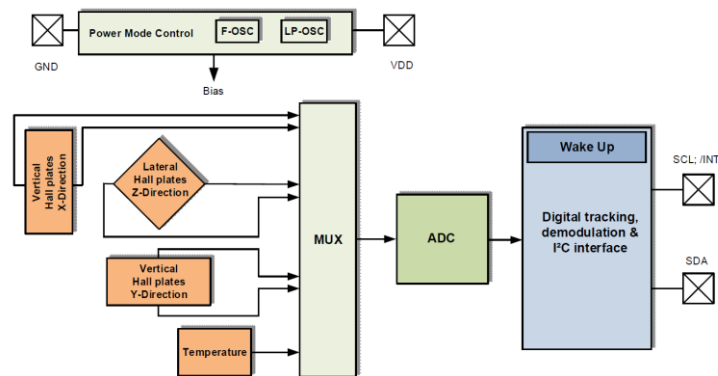 Power Mode Control
F-OSC
LP-OSC
GND
VDD
Bias
Vertical
Hall plates
X-Direction
Lateral
Hall plates
Z-Direction
Vertical
Hall plates
Y-Direction
Temperature
MUX
ADC
Wake Up
Digital tracking,
demodulation &
I²C interface
SCL; /INT
SDA